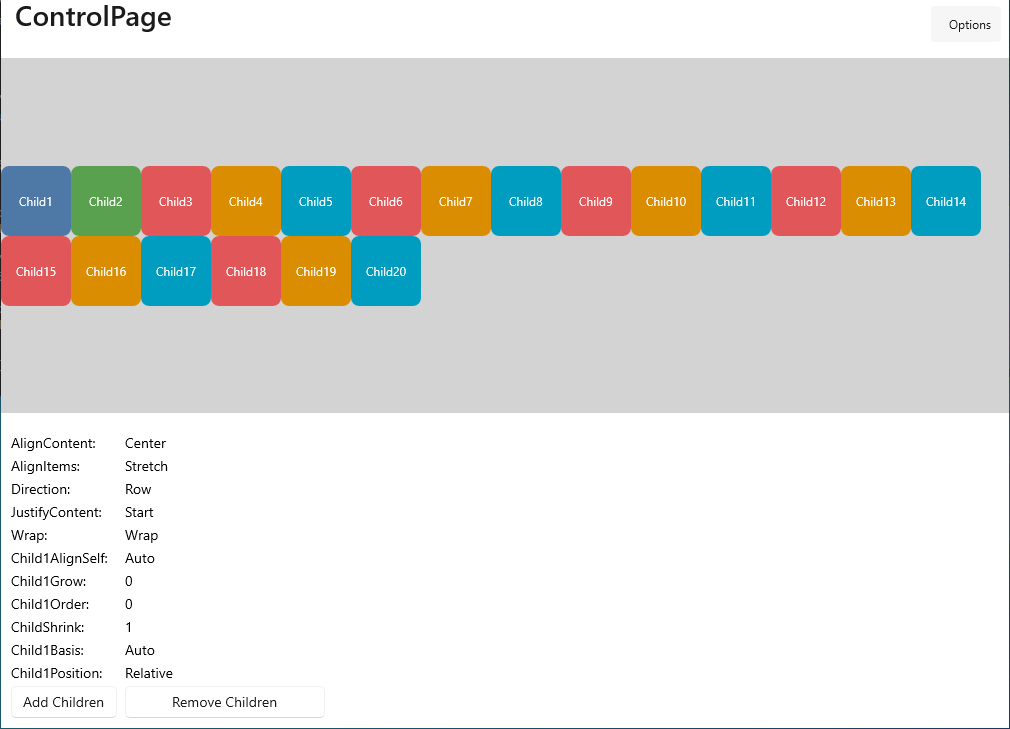 ControlPage
Options
Child1 Child2 Child3 Child4 Child5 Child6 Child7 Child8 Child9 Child10 Child11 Child12 Child13 Child14
Child15 Child16 Child17 Child18 Child19 Child20
AlignContent: Center
AlignItems: Stretch
Direction: Row
JustifyContent: Start
Wrap: Wrap
Child1AlignSelf: Auto
Child1Grow: 0
Child1Order: 0
ChildShrink: 1
Child1Basis: Auto
Child1Position: Relative
Add Children Remove Children